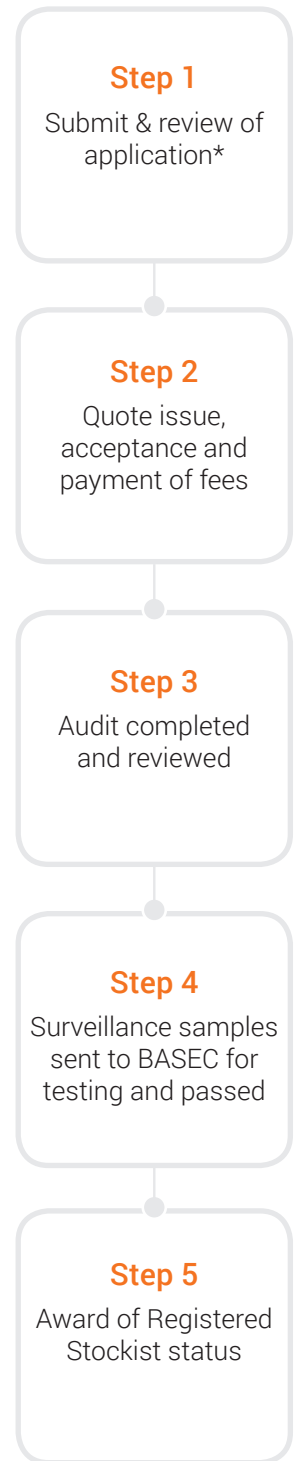 Step 1
Submit & review of
application*
Step 2
Quote issue,
acceptance and
payment of fees
Step 3
Audit completed
and reviewed
Step 4
Surveillance samples
sent to BASEC for
testing and passed
Step 5
Award of Registered
Stockist status